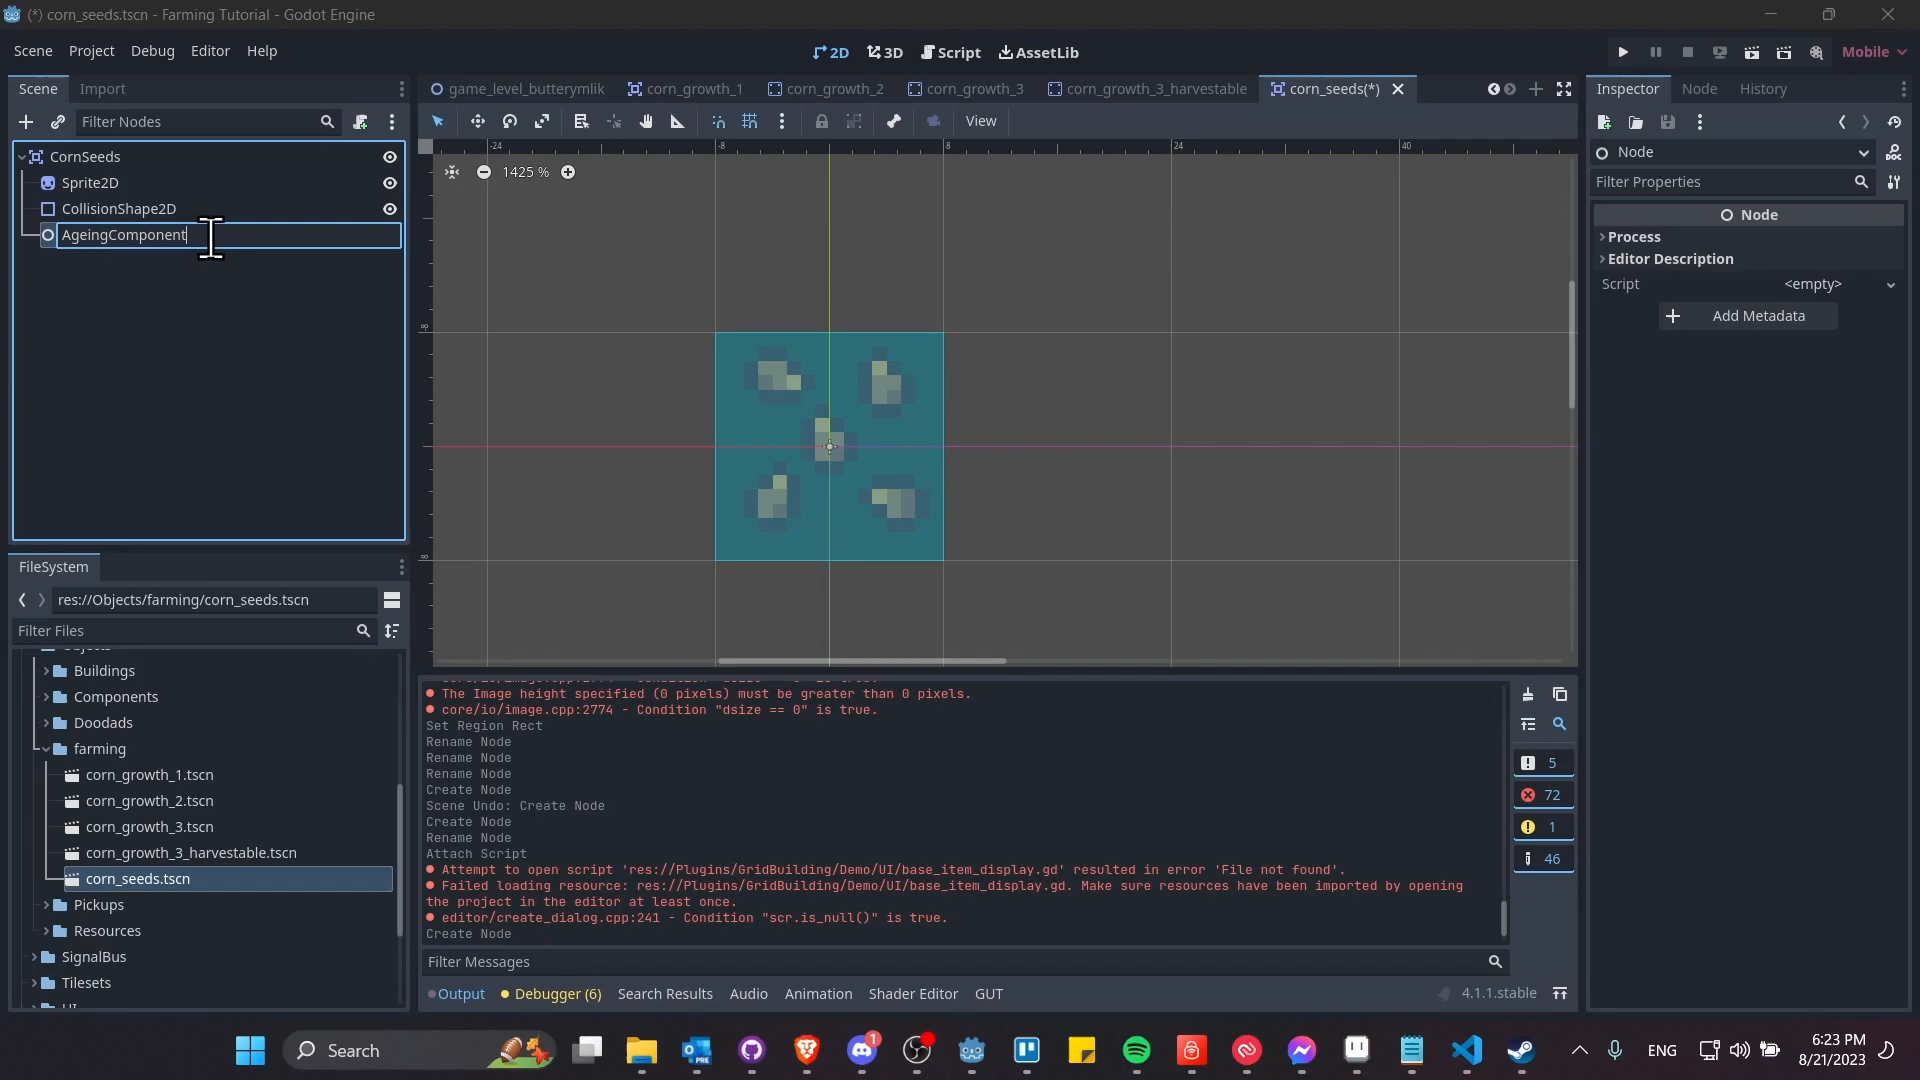 (*) corn_seeds.tscn - Farming Tutorial - Godot Engine
Scene Project Debug Editor Help
2D 3D Script AssetLib
Mobile
Scene Import
game_level_butterymlik corn_growth_1 corn_growth_2 corn_growth_3 corn_growth_3_harvestable corn_seeds(*)
Inspector Node History
Filter Nodes
View
CornSeeds
Sprite2D
CollisionShape2D
AgeingComponent
-24 -8 8 24 40
1425 %
-8
8
Node
Filter Properties
Node
Process
Editor Description
Script <empty>
Add Metadata
FileSystem
res://Objects/farming/corn_seeds.tscn
Filter Files
Buildings
Components
Doodads
farming
corn_growth_1.tscn
corn_growth_2.tscn
corn_growth_3.tscn
corn_growth_3_harvestable.tscn
corn_seeds.tscn
Pickups
Resources
SignalBus
Tilesets
The Image height specified (0 pixels) must be greater than 0 pixels.
core/io/image.cpp:2774 - Condition "dsize == 0" is true.
Set Region Rect
Rename Node
Rename Node
Rename Node
Create Node
Scene Undo: Create Node
Create Node
Rename Node
Attach Script
Attempt to open script 'res://Plugins/GridBuilding/Demo/UI/base_item_display.gd' resulted in error 'File not found'.
Failed loading resource: res://Plugins/GridBuilding/Demo/UI/base_item_display.gd. Make sure resources have been imported by opening
the project in the editor at least once.
editor/create_dialog.cpp:241 - Condition "scr.is_null()" is true.
Create Node
5
72
1
46
Filter Messages
Output Debugger (6) Search Results Audio Animation Shader Editor GUT
4.1.1.stable
Search
1
ENG
6:23 PM
8/21/2023